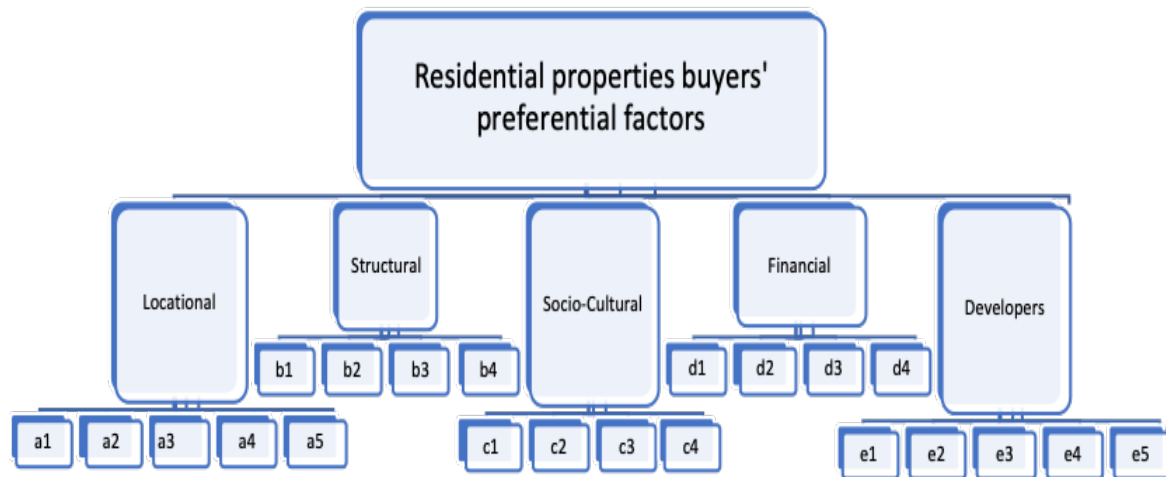 Residential properties buyers'
preferential factors
Locational
Structural
Socio-Cultural
Financial
Developers
b1 b2 b3 b4
d1 d2 d3 d4
a1 a2 a3 a4 a5
c1 c2 c3 c4
e1 e2 e3 e4 e5